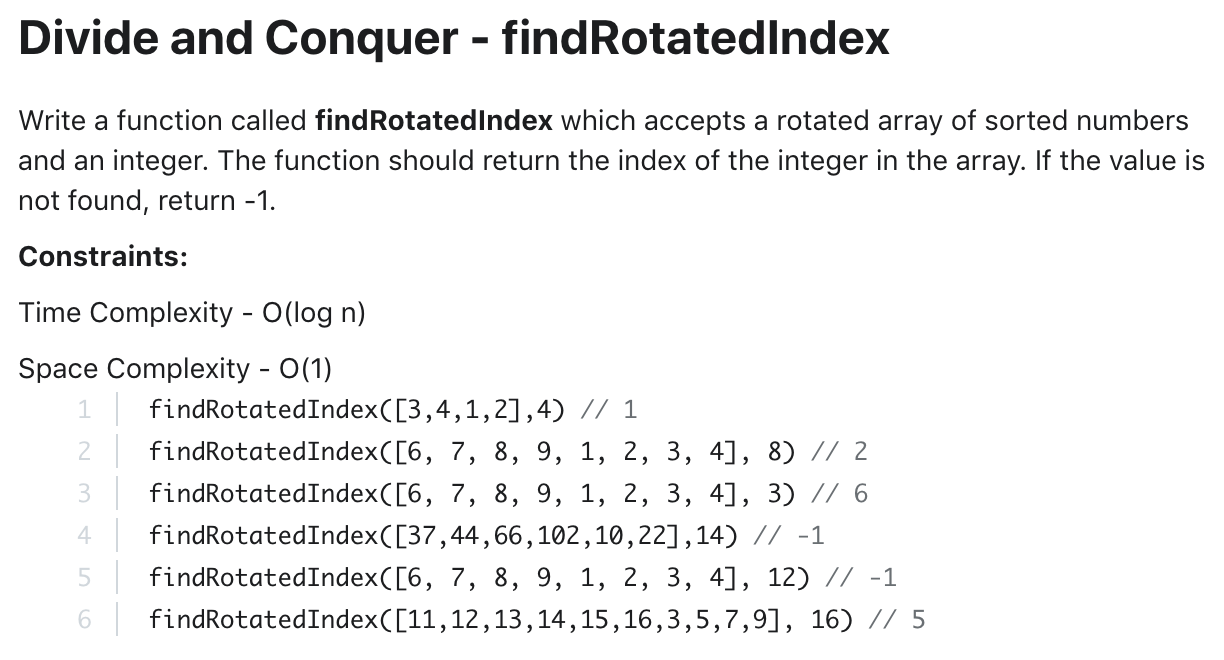 Divide and Conquer - findRotatedIndex
Write a function called findRotatedIndex which accepts a rotated array of sorted numbers
and an integer. The function should return the index of the integer in the array. If the value is
not found, return -1.
Constraints:
Time Complexity - O(log n)
Space Complexity - O(1)
1 findRotatedIndex([3,4,1,2],4) // 1
2 findRotatedIndex([6, 7, 8, 9, 1, 2, 3, 4], 8) // 2
3 findRotatedIndex([6, 7, 8, 9, 1, 2, 3, 4], 3) // 6
4 findRotatedIndex([37,44,66,102,10,22],14) // -1
5 findRotatedIndex([6, 7, 8, 9, 1, 2, 3, 4], 12) // -1
6 findRotatedIndex([11,12,13,14,15,16,3,5,7,9], 16) // 5